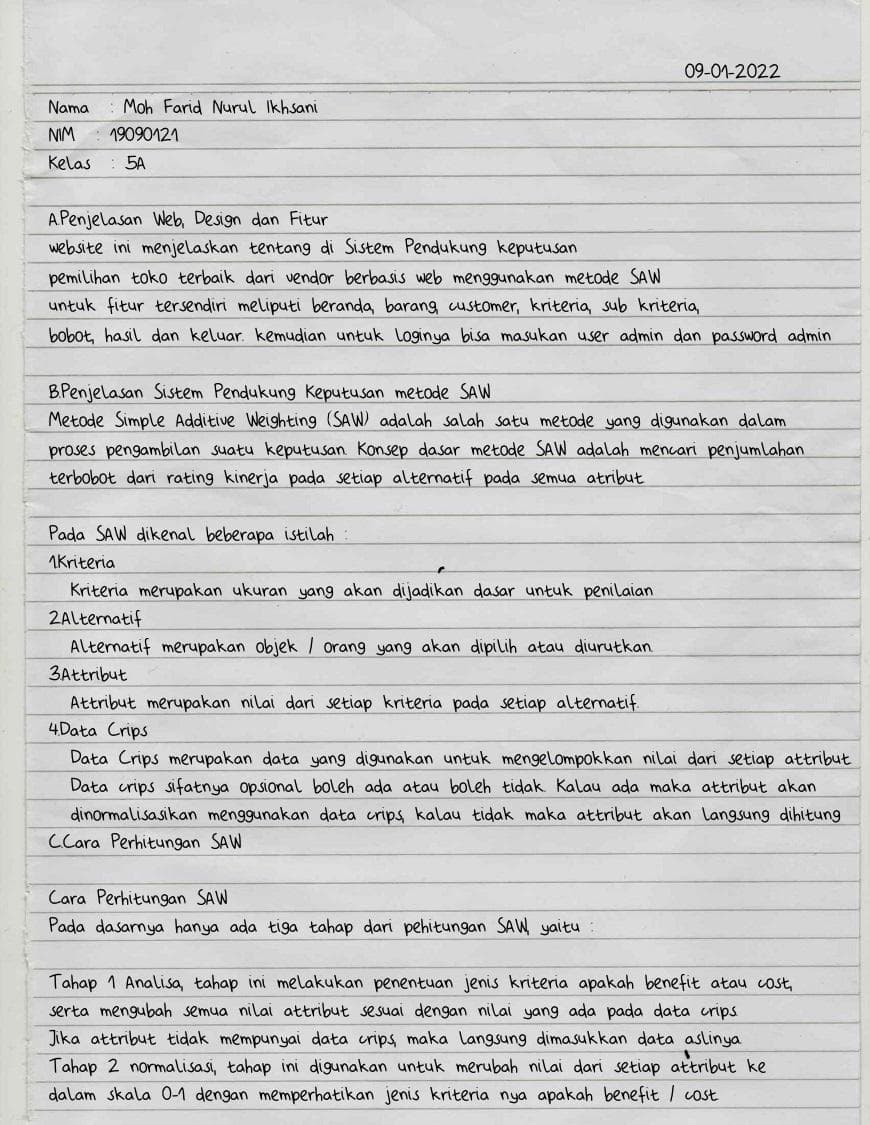 09-01-2022
Nama : Moh Farid Nurul Ikhsani
NIM : 19090121
Kelas : 5A
A.Penjelasan Web, Design dan Fitur
website ini menjelaskan tentang di Sistem Pendukung keputusan
pemilihan toko terbaik dari vendor berbasis web menggunakan metode SAW
untuk fitur tersendiri meliputi beranda, barang, customer, kriteria, sub kriteria,
bobot, hasil dan keluar. kemudian untuk loginya bisa masukan user admin dan password admin
B.Penjelasan Sistem Pendukung Keputusan metode SAW
Metode Simple Additive Weighting (SAW) adalah salah satu metode yang digunakan dalam
proses pengambilan suatu keputusan. Konsep dasar metode SAW adalah mencari penjumlahan
terbobot dari rating kinerja pada setiap alternatif pada semua atribut
Pada SAW dikenal beberapa istilah :
1.Kriteria
Kriteria merupakan ukuran yang akan dijadikan dasar untuk penilaian
2.Alternatif
Alternatif merupakan objek / orang yang akan dipilih atau diurutkan.
3.Attribut
Attribut merupakan nilai dari setiap kriteria pada setiap alternatif.
4.Data Crips
Data Crips merupakan data yang digunakan untuk mengelompokkan nilai dari setiap attribut
Data crips sifatnya opsional boleh ada atau boleh tidak. Kalau ada maka attribut akan
dinormalisasikan menggunakan data crips, kalau tidak maka attribut akan langsung dihitung
C.Cara Perhitungan SAW
Cara Perhitungan SAW
Pada dasarnya hanya ada tiga tahap dari pehitungan SAW, yaitu :
Tahap 1 Analisa, tahap ini melakukan penentuan jenis kriteria apakah benefit atau cost,
serta mengubah semua nilai attribut sesuai dengan nilai yang ada pada data crips.
Jika attribut tidak mempunyai data crips, maka langsung dimasukkan data aslinya.
Tahap 2 normalisasi, tahap ini digunakan untuk merubah nilai dari setiap attribut ke
dalam skala 0-1 dengan memperhatikan jenis kriteria nya apakah benefit / cost